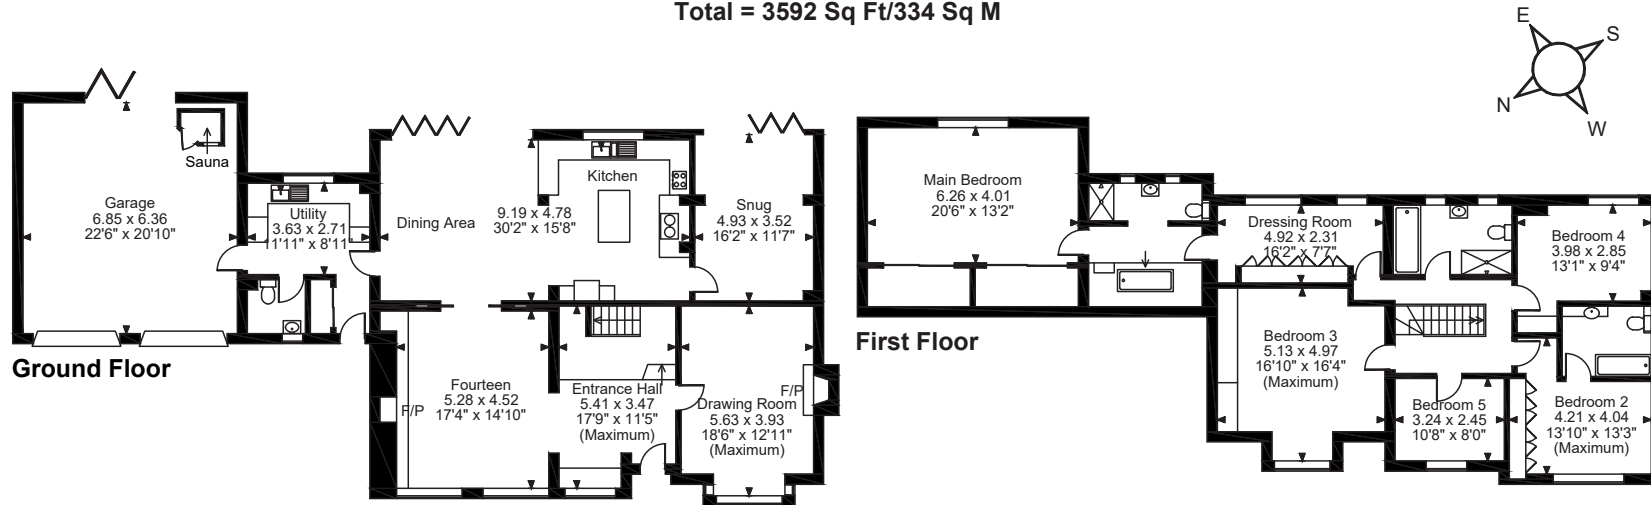 Total = 3592 Sq Ft/334 Sq M
E
S
N
W
Sauna
Garage
6.85 x 6.36
22'6" x 20'10"
Utility
3.63 x 2.71
11'11" x 8'11"
Dining Area
Kitchen
9.19 x 4.78
30'2" x 15'8"
Snug
4.93 x 3.52
16'2" x 11'7"
Fourteen
5.28 x 4.52
17'4" x 14'10"
F/P
Entrance Hall
5.41 x 3.47
17'9" x 11'5"
(Maximum)
Drawing Room
5.63 x 3.93
18'6" x 12'11"
(Maximum)
F/P
Ground Floor
Main Bedroom
6.26 x 4.01
20'6" x 13'2"
Dressing Room
4.92 x 2.31
16'2" x 7'7"
Bedroom 4
3.98 x 2.85
13'1" x 9'4"
Bedroom 3
5.13 x 4.97
16'10" x 16'4"
(Maximum)
Bedroom 5
3.24 x 2.45
10'8" x 8'0"
Bedroom 2
4.21 x 4.04
13'10" x 13'3"
(Maximum)
First Floor